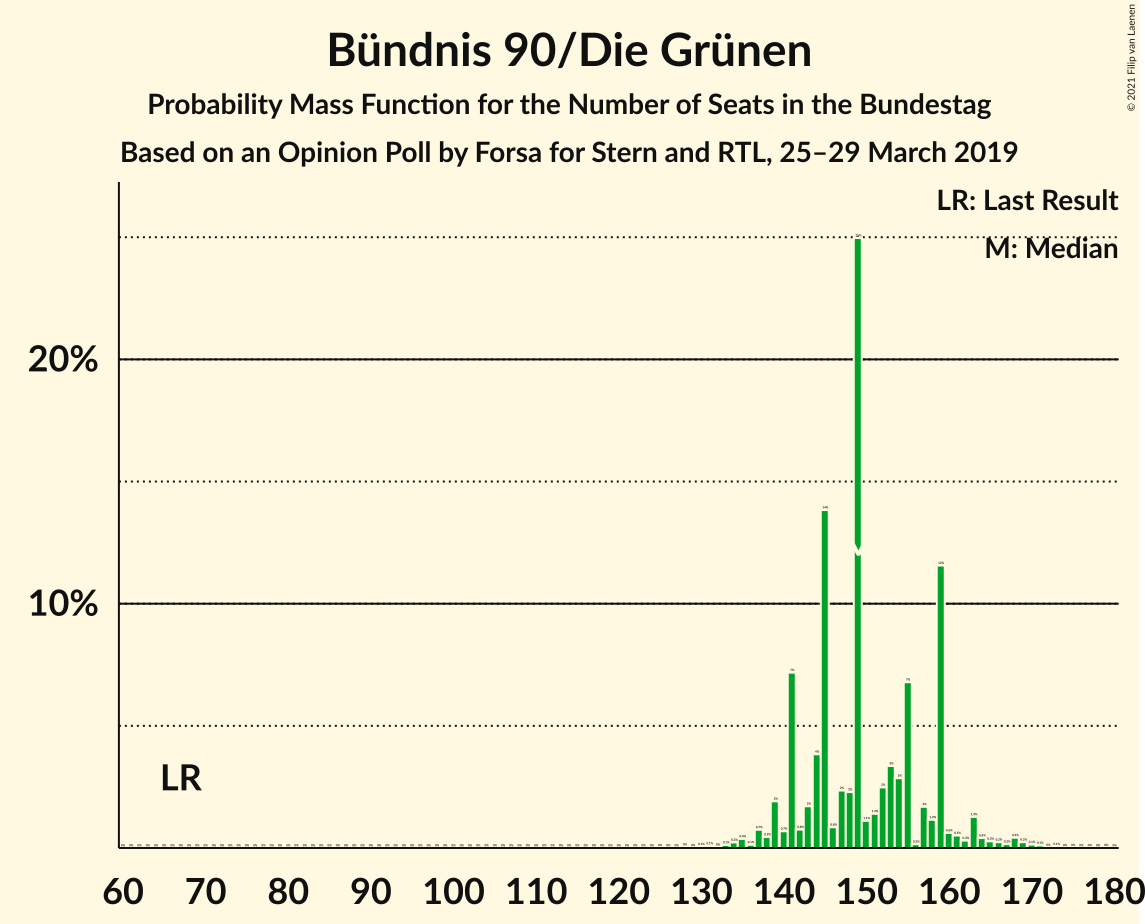 Bündnis 90/Die Grünen
Probability Mass Function for the Number of Seats in the Bundestag
Based on an Opinion Poll by Forsa for Stern and RTL, 25–29 March 2019
© 2021 Filip van Laenen
LR: Last Result
M: Median
20%
10%
LR
60 70 80 90 100 110 120 130 140 150 160 170 180